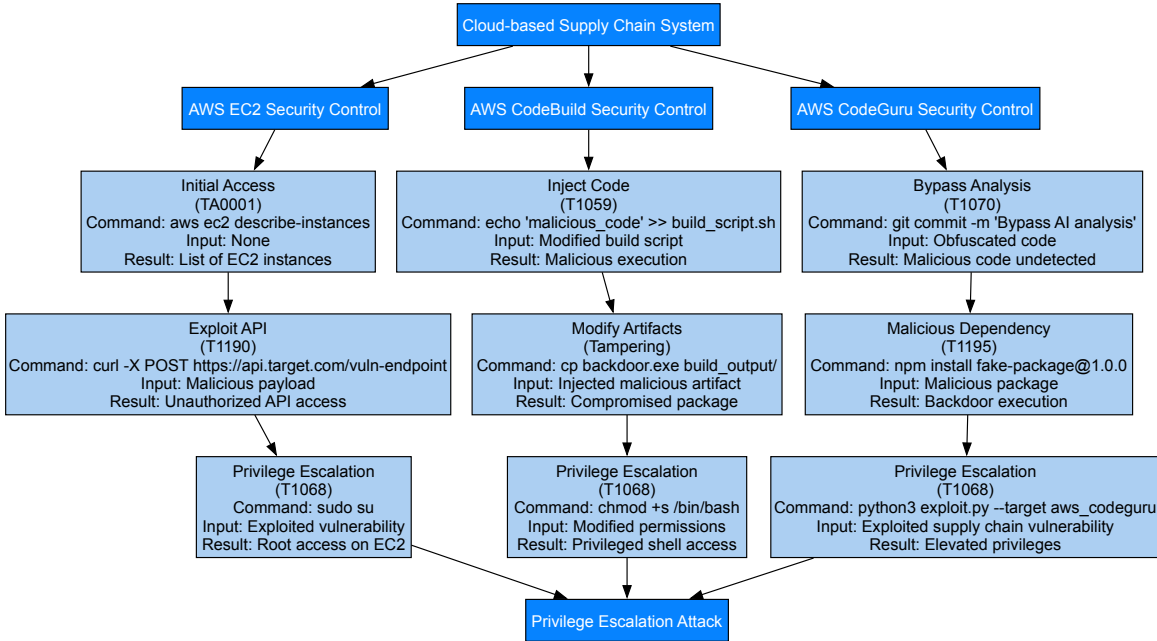 Cloud-based Supply Chain System
AWS EC2 Security Control
AWS CodeBuild Security Control
AWS CodeGuru Security Control
Initial Access
(TA0001)
Command: aws ec2 describe-instances
Input: None
Result: List of EC2 instances
Inject Code
(T1059)
Command: echo 'malicious_code' >> build_script.sh
Input: Modified build script
Result: Malicious execution
Bypass Analysis
(T1070)
Command: git commit -m 'Bypass AI analysis'
Input: Obfuscated code
Result: Malicious code undetected
Exploit API
(T1190)
Command: curl -X POST https://api.target.com/vuln-endpoint
Input: Malicious payload
Result: Unauthorized API access
Modify Artifacts
(Tampering)
Command: cp backdoor.exe build_output/
Input: Injected malicious artifact
Result: Compromised package
Malicious Dependency
(T1195)
Command: npm install fake-package@1.0.0
Input: Malicious package
Result: Backdoor execution
Privilege Escalation
(T1068)
Command: sudo su
Input: Exploited vulnerability
Result: Root access on EC2
Privilege Escalation
(T1068)
Command: chmod +s /bin/bash
Input: Modified permissions
Result: Privileged shell access
Privilege Escalation
(T1068)
Command: python3 exploit.py --target aws_codeguru
Input: Exploited supply chain vulnerability
Result: Elevated privileges
Privilege Escalation Attack